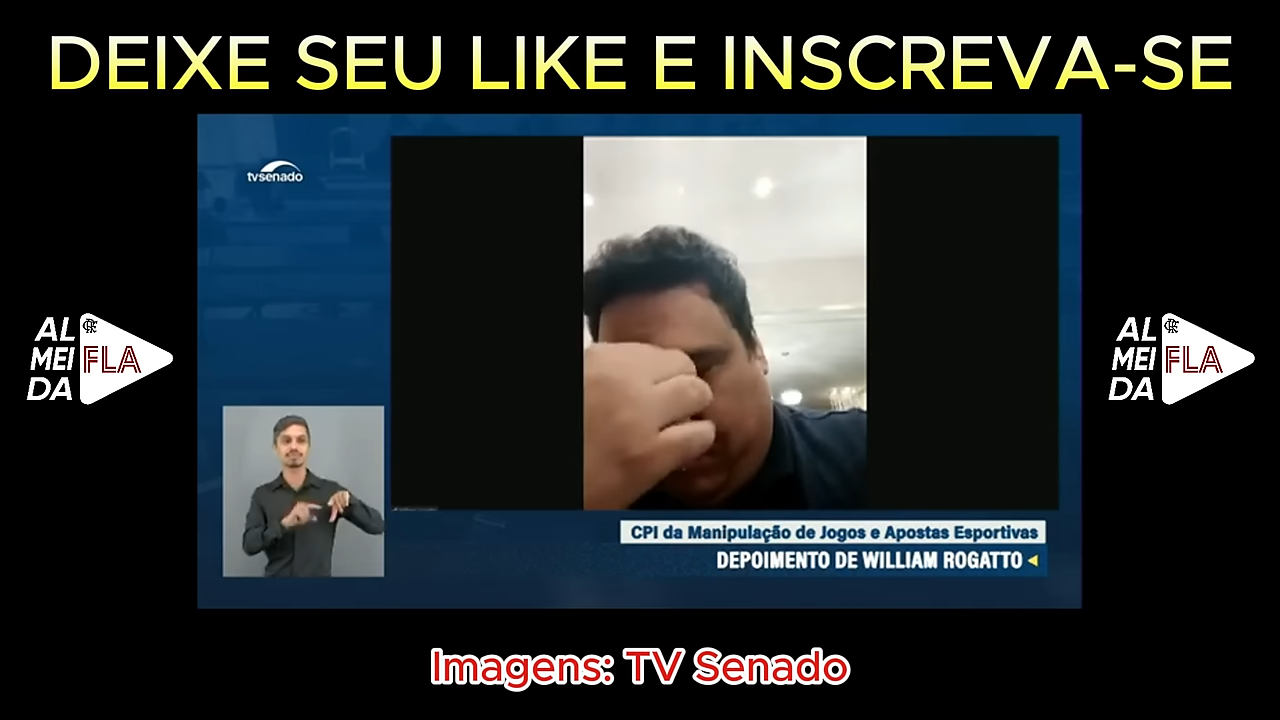 DEIXE SEU LIKE E INSCREVA-SE
tvsenado
AL
MEI
DA
FLA
AL
MEI
DA
FLA
CPI da Manipulação de Jogos e Apostas Esportivas
DEPOIMENTO DE WILLIAM ROGATTO
Imagens: TV Senado